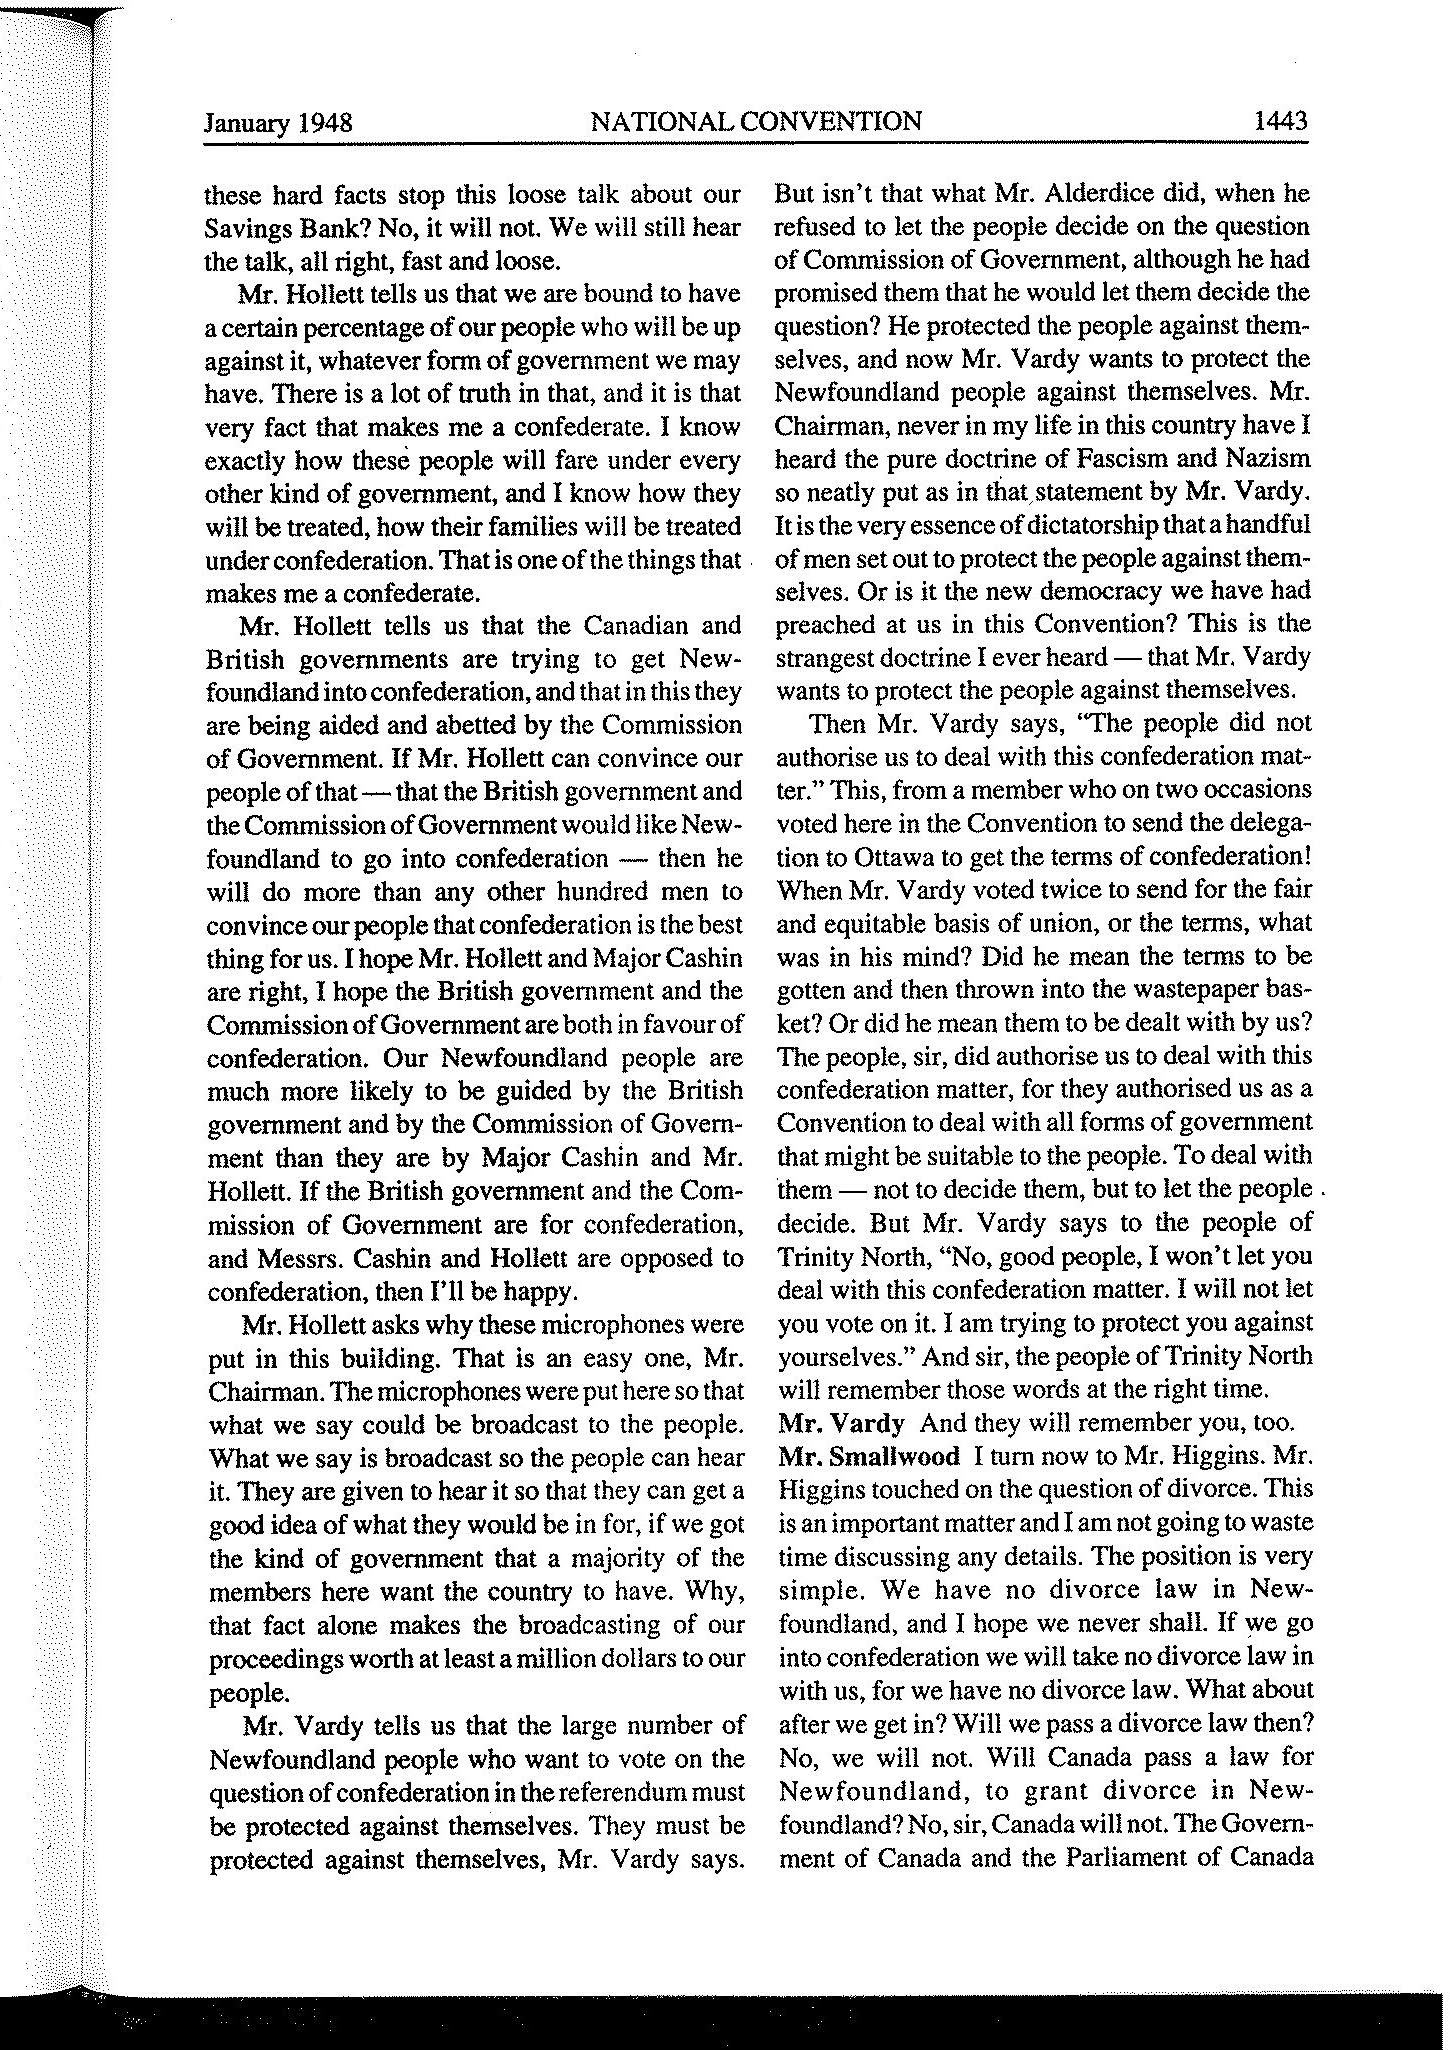 January 1948 NATIONAL CONVENTION 1443
these hard facts stop this loose talk about our
Savings Bank? No, it will not. We will still hear
the talk, all right, fast and loose.
Mr. Hollett tells us that we are bound to have
a certain percentage of our people who will be up
against it, whatever form of government we may
have. There is a lot of truth in that, and it is that
very fact that makes me a confederate. I know
exactly how these people will fare under every
other kind of government, and I know how they
will be treated, how their families will be treated
under confederation. That is one of the things that
makes me a confederate.
Mr. Hollett tells us that the Canadian and
British governments are trying to get New-
foundland into confederation, and that in this they
are being aided and abetted by the Commission
of Government. If Mr. Hollett can convince our
people of that — that the British government and
the Commission of Government would like New-
foundland to go into confederation — then he
will do more than any other hundred men to
convince our people that confederation is the best
thing for us. I hope Mr. Hollett and Major Cashin
are right, I hope the British government and the
Commission of Government are both in favour of
confederation. Our Newfoundland people are
much more likely to be guided by the British
government and by the Commission of Govern-
ment than they are by Major Cashin and Mr.
Hollett. If the British government and the Com-
mission of Government are for confederation,
and Messrs. Cashin and Hollett are opposed to
confederation, then I'll be happy.
Mr. Hollett asks why these microphones were
put in this building. That is an easy one, Mr.
Chairman. The microphones were put here so that
what we say could be broadcast to the people.
What we say is broadcast so the people can hear
it. They are given to hear it so that they can get a
good idea of what they would be in for, if we got
the kind of government that a majority of the
members here want the country to have. Why,
that fact alone makes the broadcasting of our
proceedings worth at least a million dollars to our
people.
Mr. Vardy tells us that the large number of
Newfoundland people who want to vote on the
question of confederation in the referendum must
be protected against themselves. They must be
protected against themselves, Mr. Vardy says.
But isn't that what Mr. Alderdice did, when he
refused to let the people decide on the question
of Commission of Government, although he had
promised them that he would let them decide the
question? He protected the people against them-
selves, and now Mr. Vardy wants to protect the
Newfoundland people against themselves. Mr.
Chairman, never in my life in this country have I
heard the pure doctrine of Fascism and Nazism
so neatly put as in that statement by Mr. Vardy.
It is the very essence of dictatorship that a handful
of men set out to protect the people against them-
selves. Or is it the new democracy we have had
preached at us in this Convention? This is the
strangest doctrine I ever heard — that Mr. Vardy
wants to protect the people against themselves.
Then Mr. Vardy says, "The people did not
authorise us to deal with this confederation mat-
ter." This, from a member who on two occasions
voted here in the Convention to send the delega-
tion to Ottawa to get the terms of confederation!
When Mr. Vardy voted twice to send for the fair
and equitable basis of union, or the terms, what
was in his mind? Did he mean the terms to be
gotten and then thrown into the wastepaper bas-
ket? Or did he mean them to be dealt with by us?
The people, sir, did authorise us to deal with this
confederation matter, for they authorised us as a
Convention to deal with all forms of government
that might be suitable to the people. To deal with
them — not to decide them, but to let the people
decide. But Mr. Vardy says to the people of
Trinity North, "No, good people, I won't let you
deal with this confederation matter. I will not let
you vote on it. I am trying to protect you against
yourselves." And sir, the people of Trinity North
will remember those words at the right time.
Mr. Vardy And they will remember you, too.
Mr. Smallwood I turn now to Mr. Higgins. Mr.
Higgins touched on the question of divorce. This
is an important matter and I am not going to waste
time discussing any details. The position is very
simple. We have no divorce law in New-
foundland, and I hope we never shall. If we go
into confederation we will take no divorce law in
with us, for we have no divorce law. What about
after we get in? Will we pass a divorce law then?
No, we will not. Will Canada pass a law for
Newfoundland, to grant divorce in New-
foundland? No, sir, Canada will not. The Govern-
ment of Canada and the Parliament of Canada